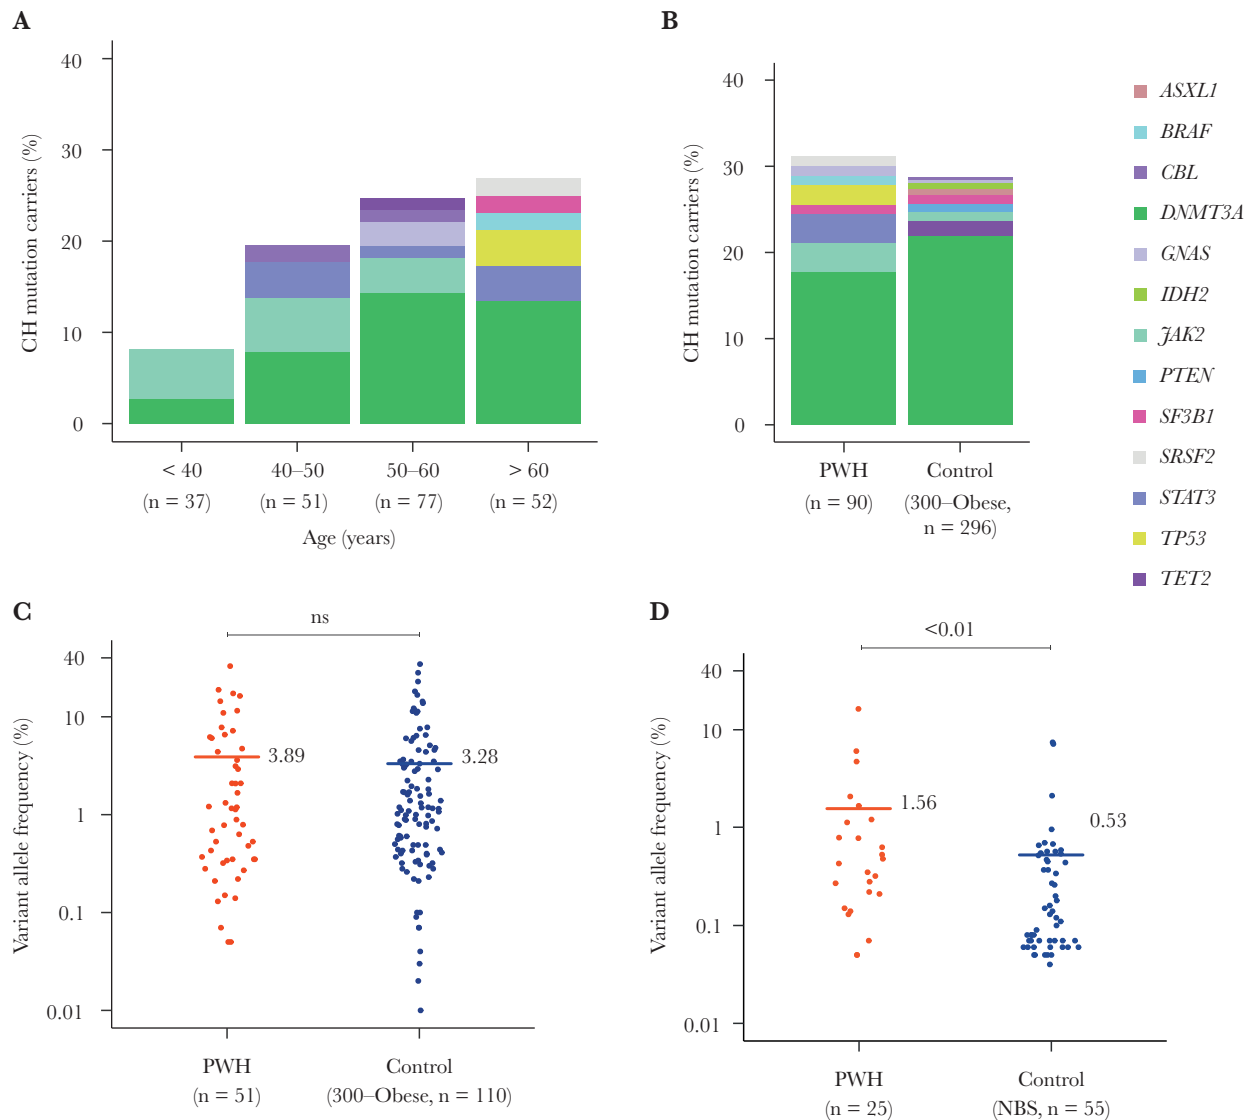 A
CH mutation carriers (%)
40
30
20
10
0
< 40
40–50
50–60
> 60
(n = 37)
(n = 51)
(n = 77)
(n = 52)
Age (years)
B
CH mutation carriers (%)
40
30
20
10
0
PWH
Control
(n = 90)
(300–Obese,
n = 296)
ASXL1
BRAF
CBL
DNMT3A
GNAS
IDH2
JAK2
PTEN
SF3B1
SRSF2
STAT3
TP53
TET2
C
ns
Variant allele frequency (%)
40
10
1
0.1
0.01
3.89
3.28
PWH
Control
(n = 51)
(300–Obese, n = 110)
D
<0.01
Variant allele frequency (%)
40
10
1
0.1
0.01
1.56
0.53
PWH
Control
(n = 25)
(NBS, n = 55)